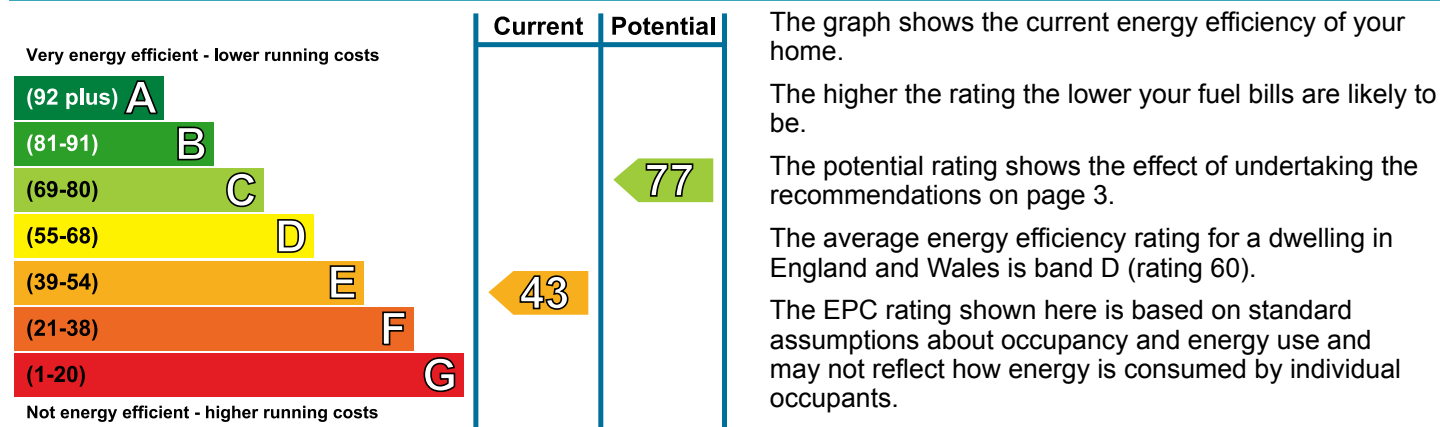 Current Potential
Very energy efficient - lower running costs
(92 plus) A
(81-91) B
(69-80) C
77
(55-68) D
(39-54) E
43
(21-38) F
(1-20) G
Not energy efficient - higher running costs
The graph shows the current energy efficiency of your
home.
The higher the rating the lower your fuel bills are likely to
be.
The potential rating shows the effect of undertaking the
recommendations on page 3.
The average energy efficiency rating for a dwelling in
England and Wales is band D (rating 60).
The EPC rating shown here is based on standard
assumptions about occupancy and energy use and
may not reflect how energy is consumed by individual
occupants.